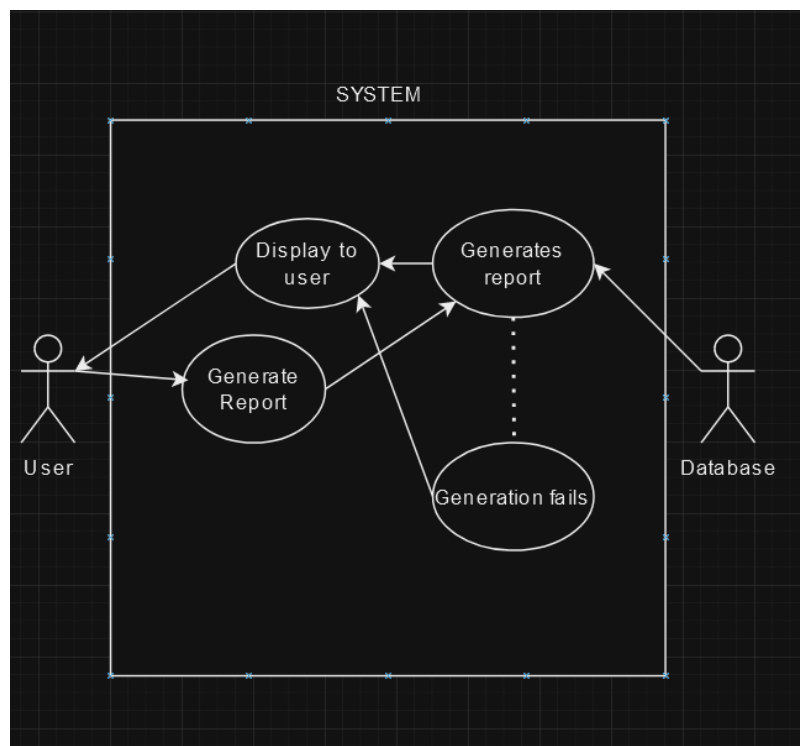 SYSTEM
Display to
user
Generates
report
Generate
Report
User
Database
Generation fails